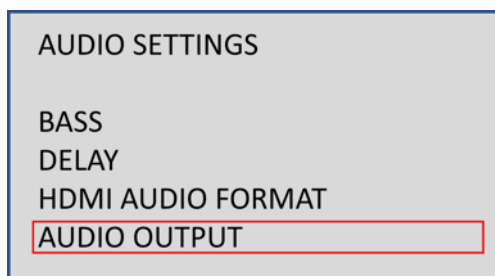 AUDIO SETTINGS
BASS
DELAY
HDMI AUDIO FORMAT
AUDIO OUTPUT